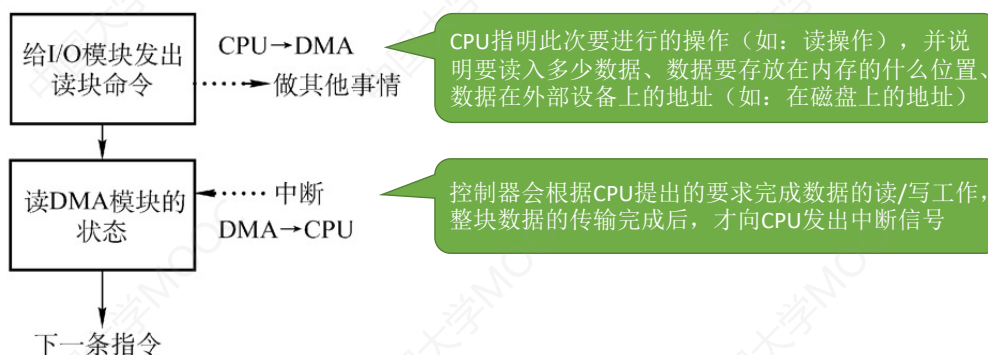 给I/O模块发出
读块命令
CPU→DMA
做其他事情
CPU指明此次要进行的操作（如：读操作），并说
明要读入多少数据、数据要存放在内存的什么位置、
数据在外部设备上的地址（如：在磁盘上的地址）
读DMA模块的
状态
中断
DMA→CPU
控制器会根据CPU提出的要求完成数据的读/写工作，
整块数据的传输完成后，才向CPU发出中断信号
下一条指令